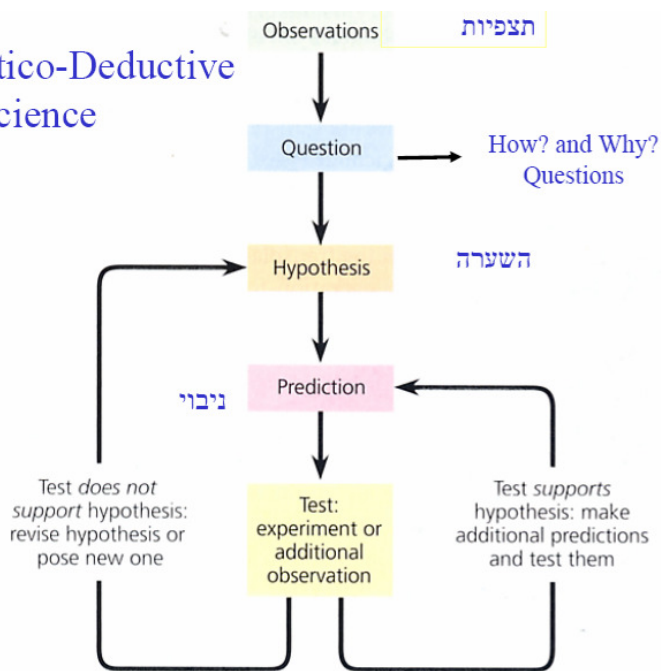 Observations
תצפיות
tico-Deductive
cience
Question
How? and Why?
Questions
Hypothesis
השערה
Prediction
ניבוי
Test does not
support hypothesis:
revise hypothesis or
pose new one
Test:
experiment or
additional
observation
Test supports
hypothesis: make
additional predictions
and test them